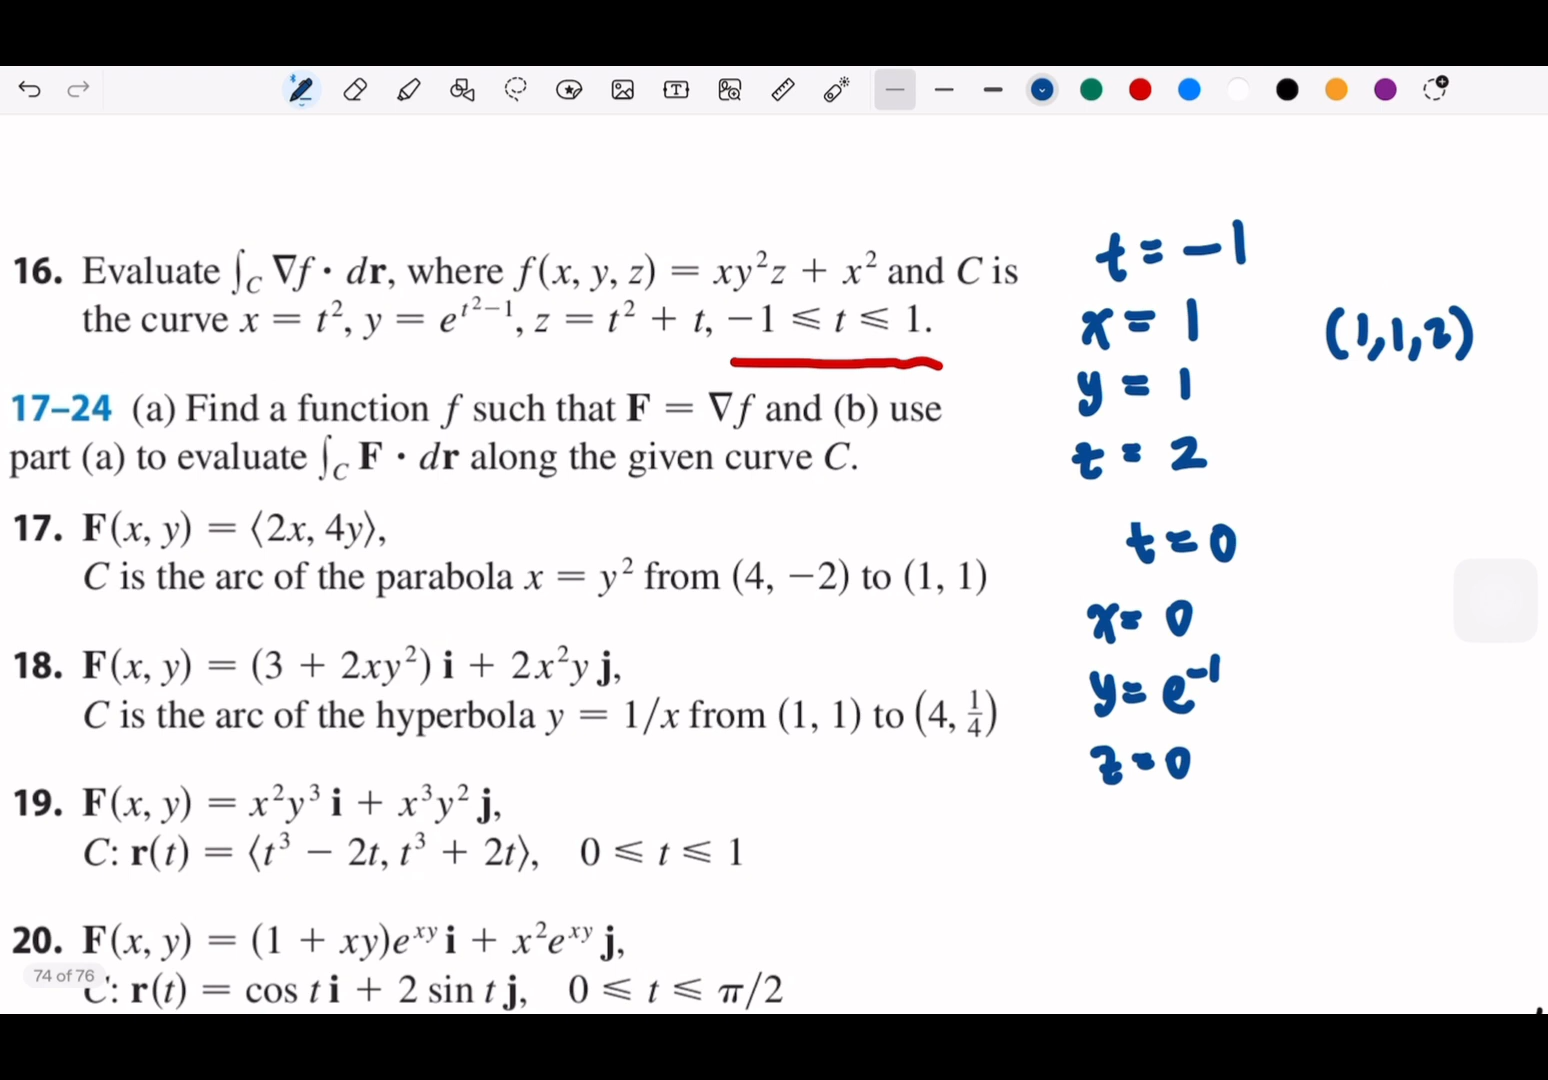 16. Evaluate ∫_C ∇f · dr, where f(x, y, z) = xy²z + x² and C is
the curve x = t², y = e^(t²−1), z = t² + t, −1 ⩽ t ⩽ 1.
17–24 (a) Find a function f such that F = ∇f and (b) use
part (a) to evaluate ∫_C F · dr along the given curve C.
17. F(x, y) = ⟨2x, 4y⟩,
C is the arc of the parabola x = y² from (4, −2) to (1, 1)
18. F(x, y) = (3 + 2xy²) i + 2x²y j,
C is the arc of the hyperbola y = 1/x from (1, 1) to (4, 1/4)
19. F(x, y) = x²y³ i + x³y² j,
C: r(t) = ⟨t³ − 2t, t³ + 2t⟩, 0 ⩽ t ⩽ 1
20. F(x, y) = (1 + xy)e^(xy) i + x²e^(xy) j,
74 of 76
C: r(t) = cos t i + 2 sin t j, 0 ⩽ t ⩽ π/2
t = −1
x = 1
(1,1,2)
y = 1
z = 2
t = 0
x = 0
y = e⁻¹
z = 0